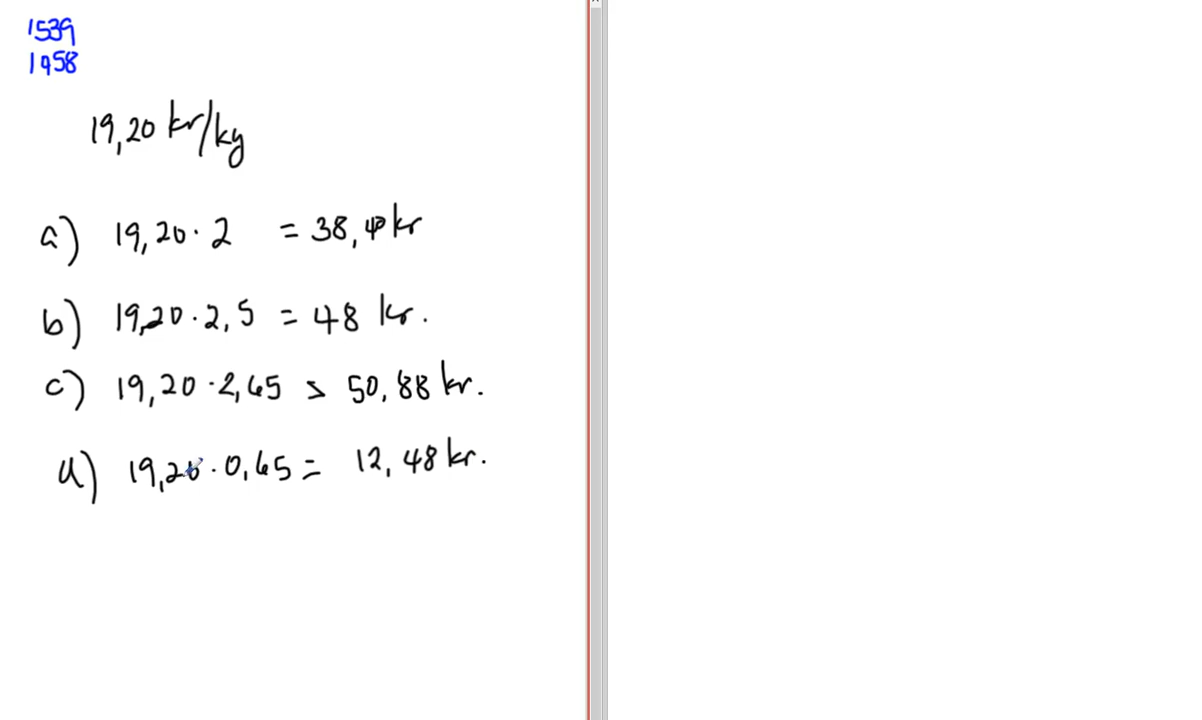 1539
1958
19,20 kr/kg
a) 19,20 · 2 = 38,40 kr
b) 19,20 · 2,5 = 48 kr.
c) 19,20 · 2,65 = 50,88 kr.
d) 19,20 · 0,65 = 12,48 kr.